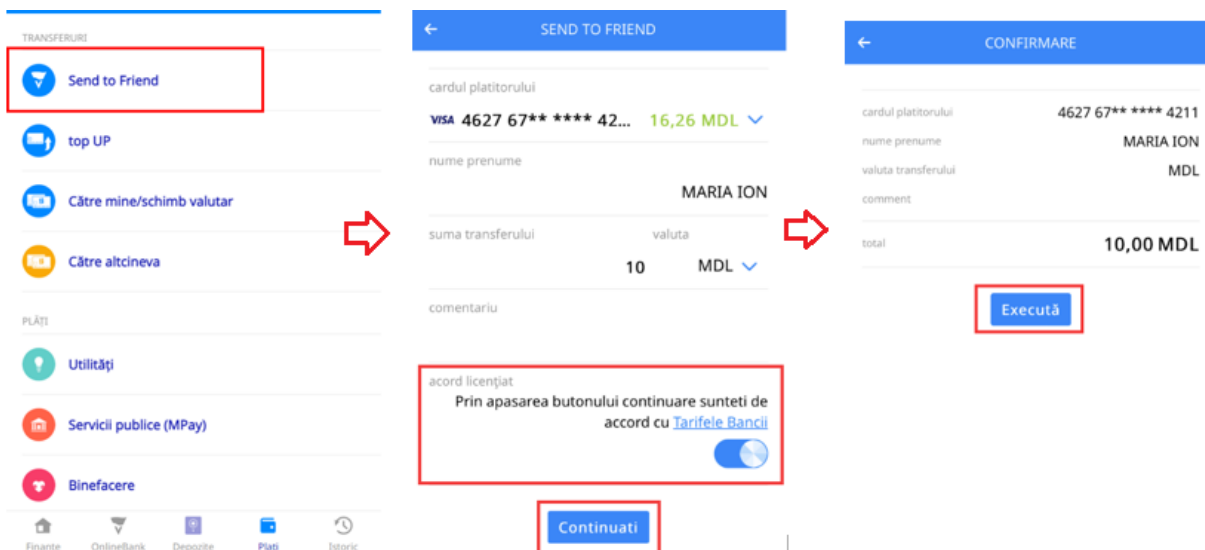 TRANSFERURI
Send to Friend
top UP
Către mine/schimb valutar
Către altcineva
PLĂȚI
Utilități
Servicii publice (MPay)
Binefacere
Finante
OnlineBank
Depozite
Plati
Istoric
SEND TO FRIEND
cardul platitorului
VISA 4627 67** **** 42... 16,26 MDL
nume prenume
MARIA ION
suma transferului valuta
10 MDL
comentariu
acord licențiat
Prin apasarea butonului continuare sunteti de
accord cu Tarifele Bancii
Continuati
CONFIRMARE
cardul platitorului 4627 67** **** 4211
nume prenume MARIA ION
valuta transferului MDL
comment
total 10,00 MDL
Execută